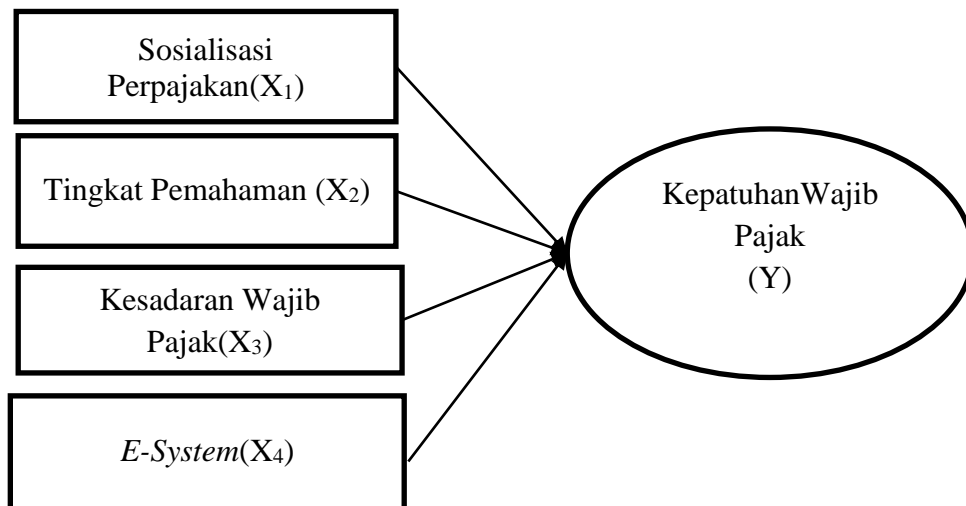 Sosialisasi
Perpajakan(X₁)
Tingkat Pemahaman (X₂)
Kesadaran Wajib
Pajak(X₃)
E-System(X₄)
KepatuhanWajib
Pajak
(Y)